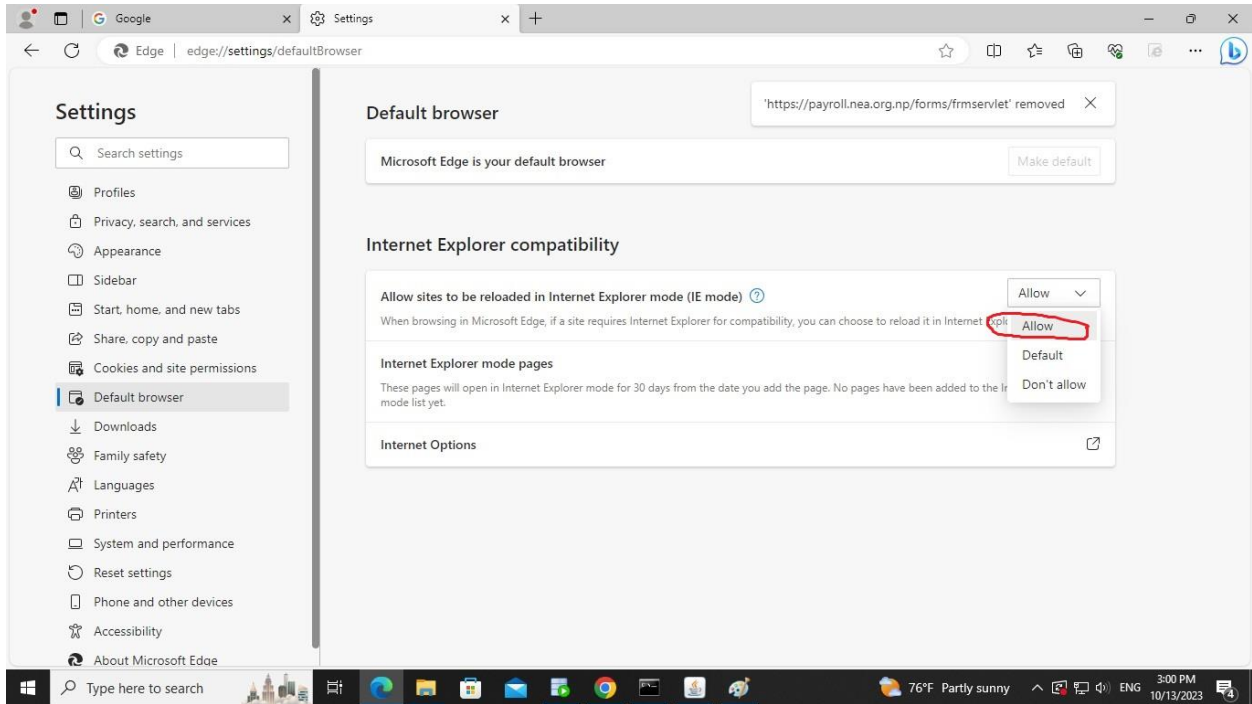 Google
Settings
Edge
edge://settings/defaultBrowser
Settings
Search settings
Profiles
Privacy, search, and services
Appearance
Sidebar
Start, home, and new tabs
Share, copy and paste
Cookies and site permissions
Default browser
Downloads
Family safety
Languages
Printers
System and performance
Reset settings
Phone and other devices
Accessibility
About Microsoft Edge
Default browser
'https://payroll.nea.org.np/forms/frmservlet' removed
Microsoft Edge is your default browser
Make default
Internet Explorer compatibility
Allow sites to be reloaded in Internet Explorer mode (IE mode)
Allow
When browsing in Microsoft Edge, if a site requires Internet Explorer for compatibility, you can choose to reload it in Internet Expl
Allow
Default
Don't allow
Internet Explorer mode pages
These pages will open in Internet Explorer mode for 30 days from the date you add the page. No pages have been added to the
mode list yet.
Internet Options
Type here to search
76°F Partly sunny
ENG
3:00 PM
10/13/2023
4